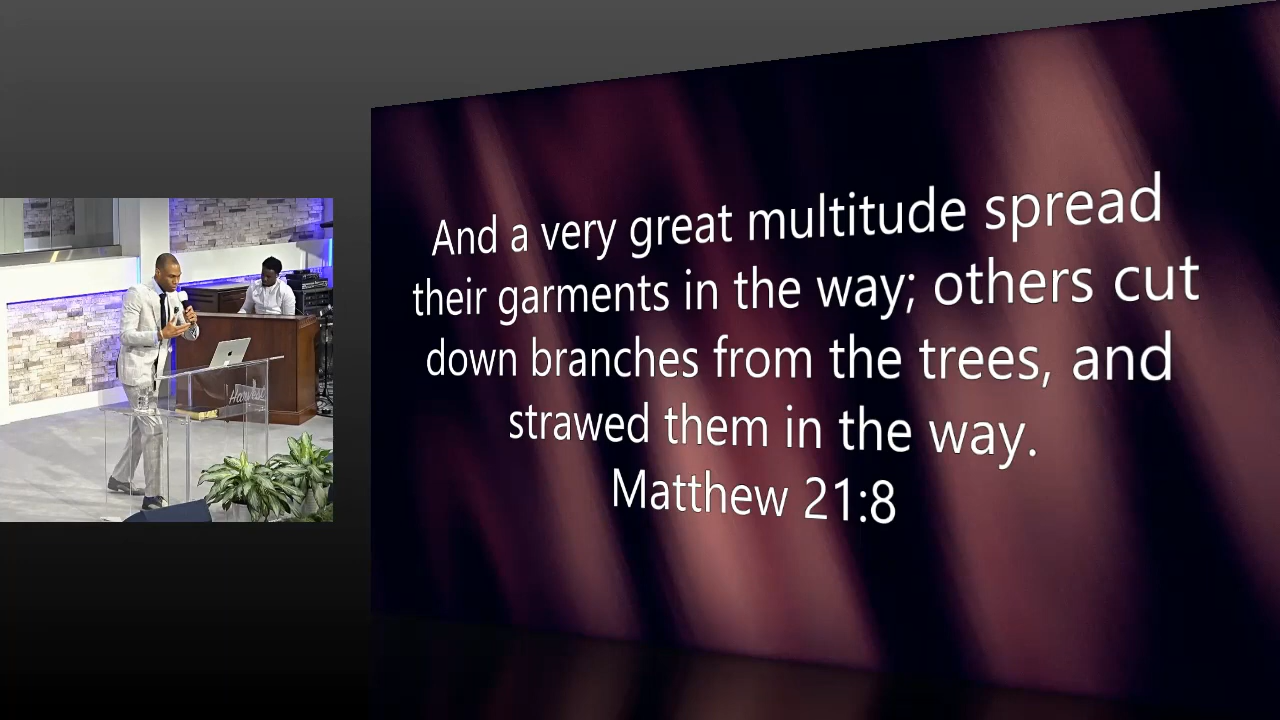 And a very great multitude spread
their garments in the way; others cut
down branches from the trees, and
strawed them in the way.
Matthew 21:8
Harvest